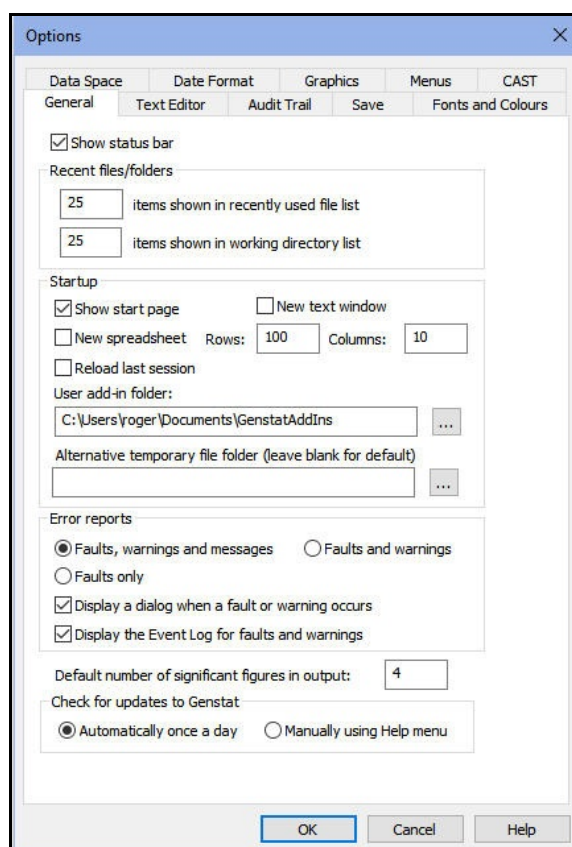 Options
Data Space Date Format Graphics Menus CAST
General Text Editor Audit Trail Save Fonts and Colours
Show status bar
Recent files/folders
25 items shown in recently used file list
25 items shown in working directory list
Startup
Show start page New text window
New spreadsheet Rows: 100 Columns: 10
Reload last session
User add-in folder:
C:\Users\roger\Documents\GenstatAddIns ...
Alternative temporary file folder (leave blank for default)
...
Error reports
Faults, warnings and messages Faults and warnings
Faults only
Display a dialog when a fault or warning occurs
Display the Event Log for faults and warnings
Default number of significant figures in output: 4
Check for updates to Genstat
Automatically once a day Manually using Help menu
OK Cancel Help